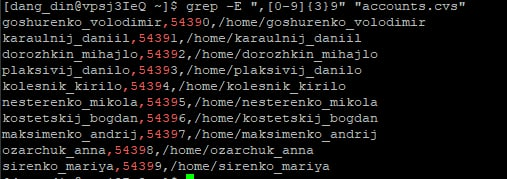 [dang_din@vpsj3IeQ ~]$ grep -E ",[0-9]{3}9" "accounts.cvs"
goshurenko_volodimir,54390,/home/goshurenko_volodimir
karaulnij_daniil,54391,/home/karaulnij_daniil
dorozhkin_mihajlo,54392,/home/dorozhkin_mihajlo
plaksivij_danilo,54393,/home/plaksivij_danilo
kolesnik_kirilo,54394,/home/kolesnik_kirilo
nesterenko_mikola,54395,/home/nesterenko_mikola
kostetskij_bogdan,54396,/home/kostetskij_bogdan
maksimenko_andrij,54397,/home/maksimenko_andrij
ozarchuk_anna,54398,/home/ozarchuk_anna
sirenko_mariya,54399,/home/sirenko_mariya